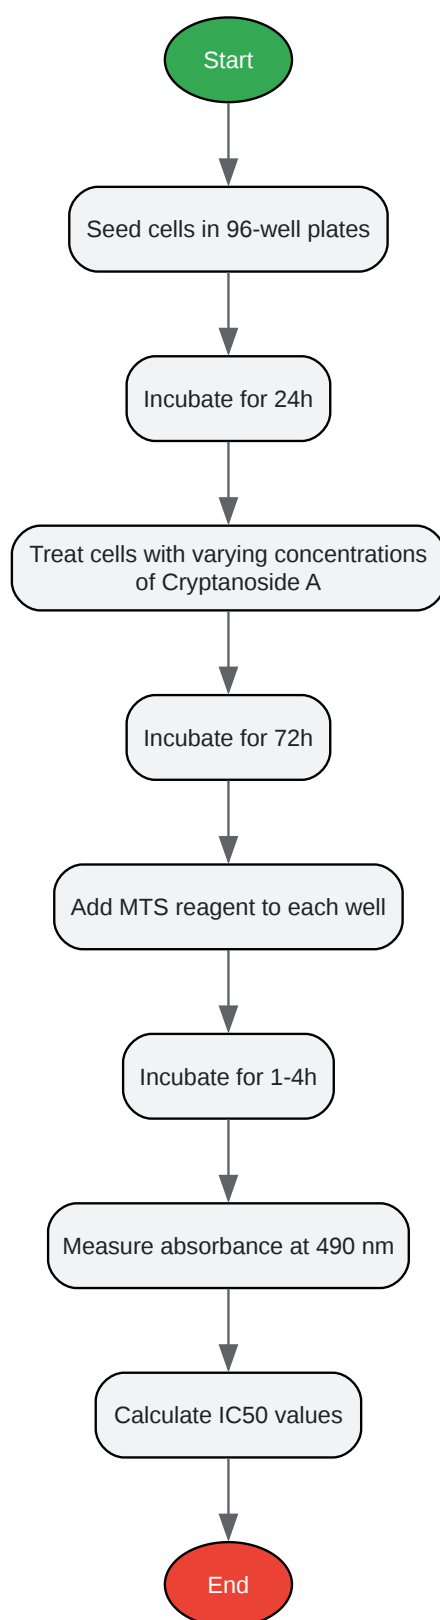 Start
Seed cells in 96-well plates
Incubate for 24h
Treat cells with varying concentrations
of Cryptanoside A
Incubate for 72h
Add MTS reagent to each well
Incubate for 1-4h
Measure absorbance at 490 nm
Calculate IC50 values
End